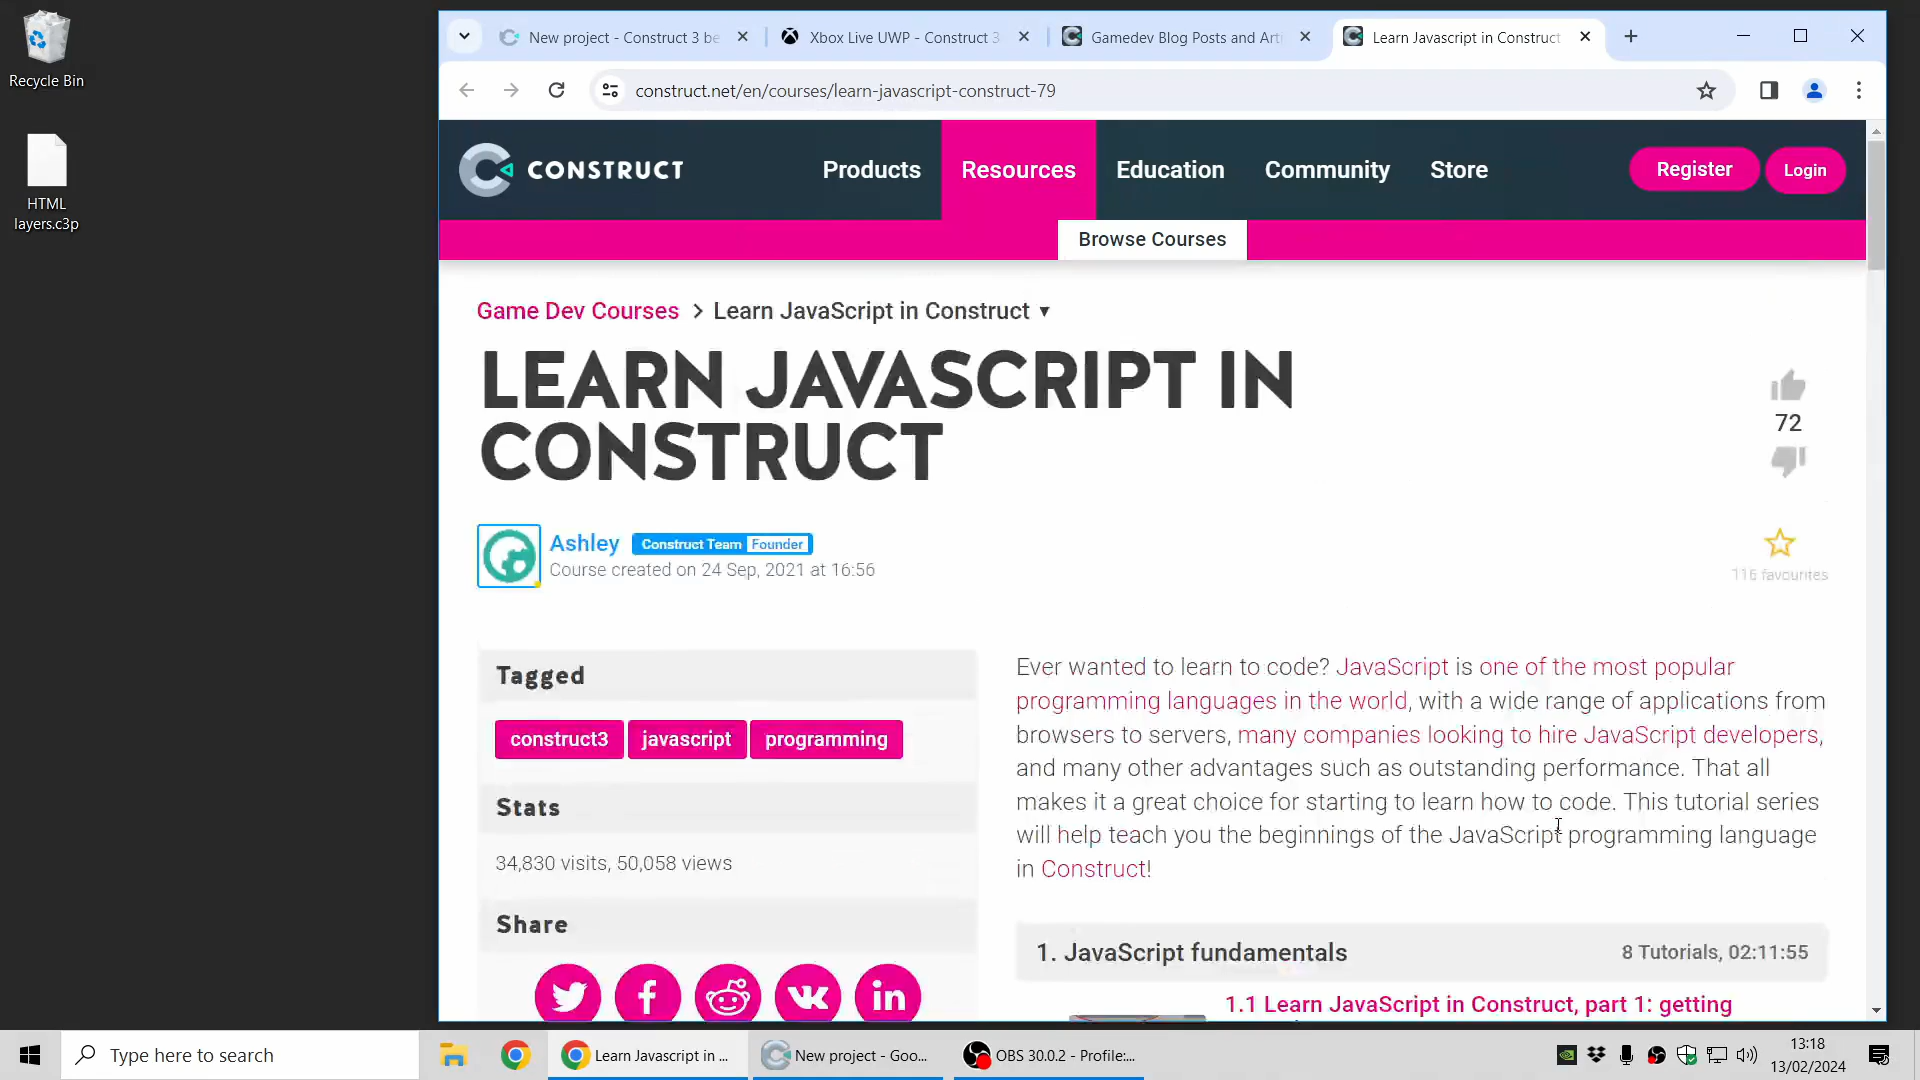 Recycle Bin
HTML
layers.c3p
New project - Construct 3 be
Xbox Live UWP - Construct 3
Gamedev Blog Posts and Arti
Learn Javascript in Construct
construct.net/en/courses/learn-javascript-construct-79
CONSTRUCT
Products
Resources
Education
Community
Store
Register
Login
Browse Courses
Game Dev Courses > Learn JavaScript in Construct ▾
LEARN JAVASCRIPT IN
CONSTRUCT
72
Ashley Construct Team Founder
Course created on 24 Sep, 2021 at 16:56
116 favourites
Tagged
construct3 javascript programming
Stats
34,830 visits, 50,058 views
Share
Ever wanted to learn to code? JavaScript is one of the most popular
programming languages in the world, with a wide range of applications from
browsers to servers, many companies looking to hire JavaScript developers,
and many other advantages such as outstanding performance. That all
makes it a great choice for starting to learn how to code. This tutorial series
will help teach you the beginnings of the JavaScript programming language
in Construct!
1. JavaScript fundamentals
8 Tutorials, 02:11:55
1.1 Learn JavaScript in Construct, part 1: getting
Type here to search
Learn Javascript in ...
New project - Goo...
OBS 30.0.2 - Profile:...
13:18
13/02/2024